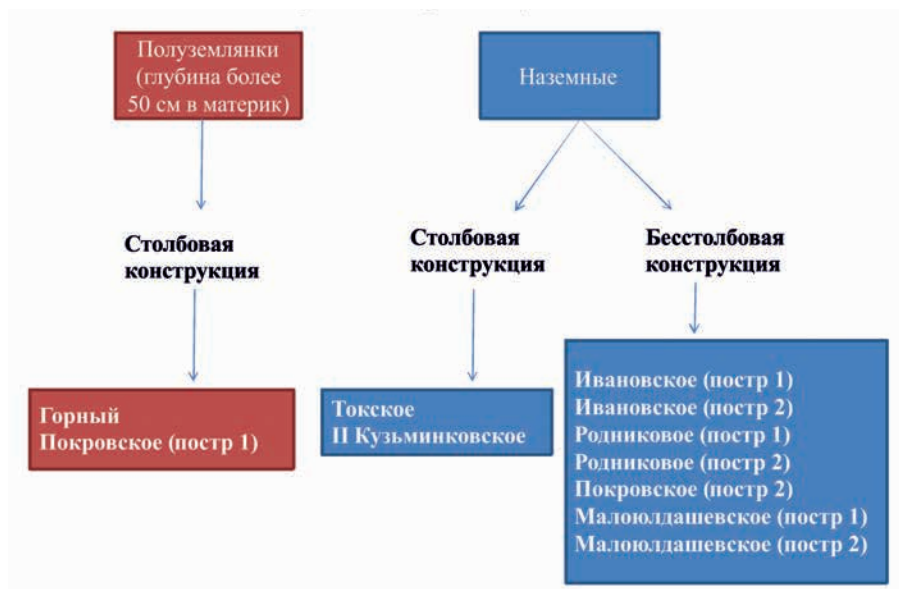 Полуземлянки
(глубина более
50 см в материк)
Наземные
Столбовая
конструкция
Столбовая
конструкция
Бесстолбовая
конструкция
Горный
Покровское (постр 1)
Токское
II Кузьминковское
Ивановское (постр 1)
Ивановское (постр 2)
Родниковое (постр 1)
Родниковое (постр 2)
Покровское (постр 2)
Малоюлдашевское (постр 1)
Малоюлдашевское (постр 2)